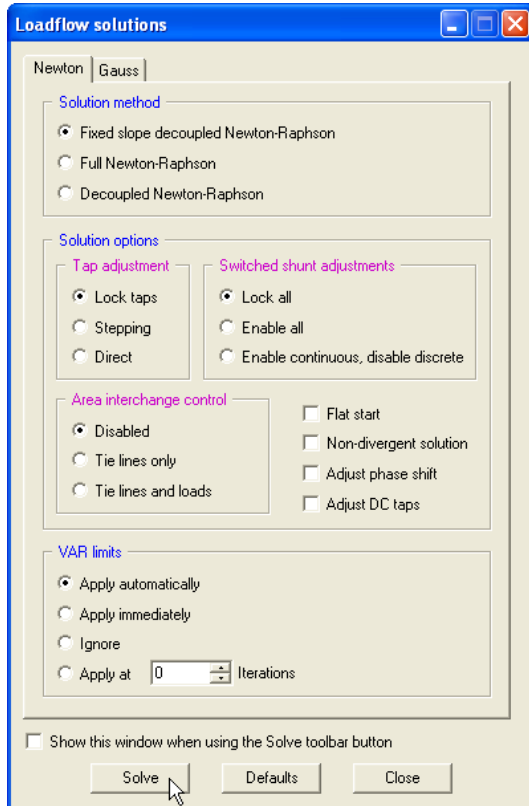 Loadflow solutions
Newton Gauss
Solution method
Fixed slope decoupled Newton-Raphson
Full Newton-Raphson
Decoupled Newton-Raphson
Solution options
Tap adjustment
Lock taps
Stepping
Direct
Switched shunt adjustments
Lock all
Enable all
Enable continuous, disable discrete
Area interchange control
Disabled
Tie lines only
Tie lines and loads
Flat start
Non-divergent solution
Adjust phase shift
Adjust DC taps
VAR limits
Apply automatically
Apply immediately
Ignore
Apply at 0 Iterations
Show this window when using the Solve toolbar button
Solve Defaults Close